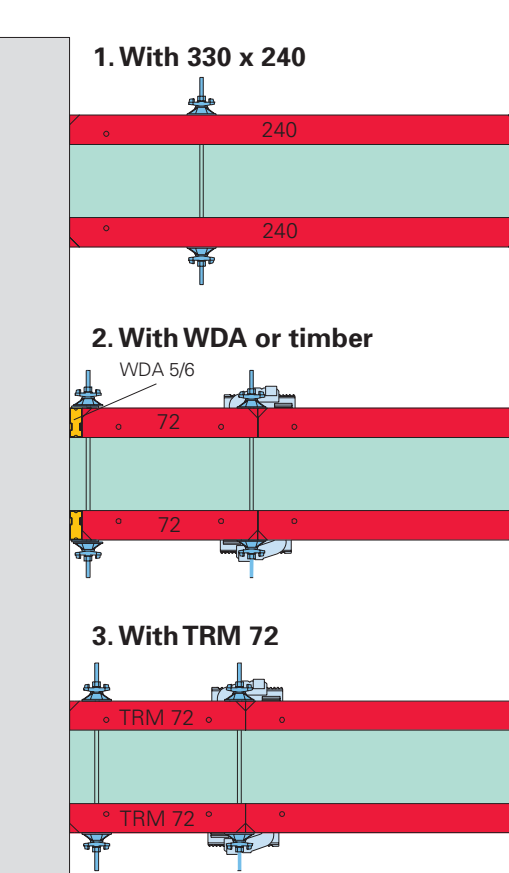 1. With 330 x 240
240
240
2. With WDA or timber
WDA 5/6
72
72
3. With TRM 72
TRM 72
TRM 72